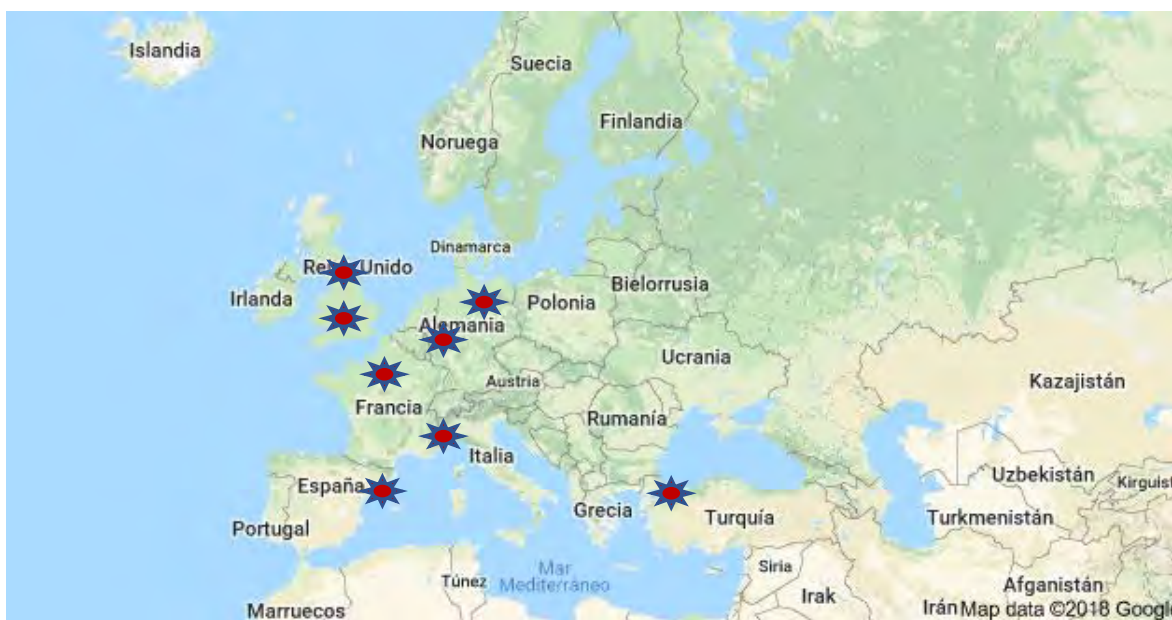 Islandia
Suecia
Finlandia
Noruega
Dinamarca
Unido
Irlanda
Bielorrusia
Polonia
Alemania
Ucrania
Austria
Kazajistán
Francia
Rumanía
Italia
Uzbekistán
España
Kirguist
Grecia
Turquía
Turkmenistán
Portugal
Mar
Mediterráneo
Siria
Túnez
Afganistán
Irak
Marruecos
Irán
Map data ©2018 Google